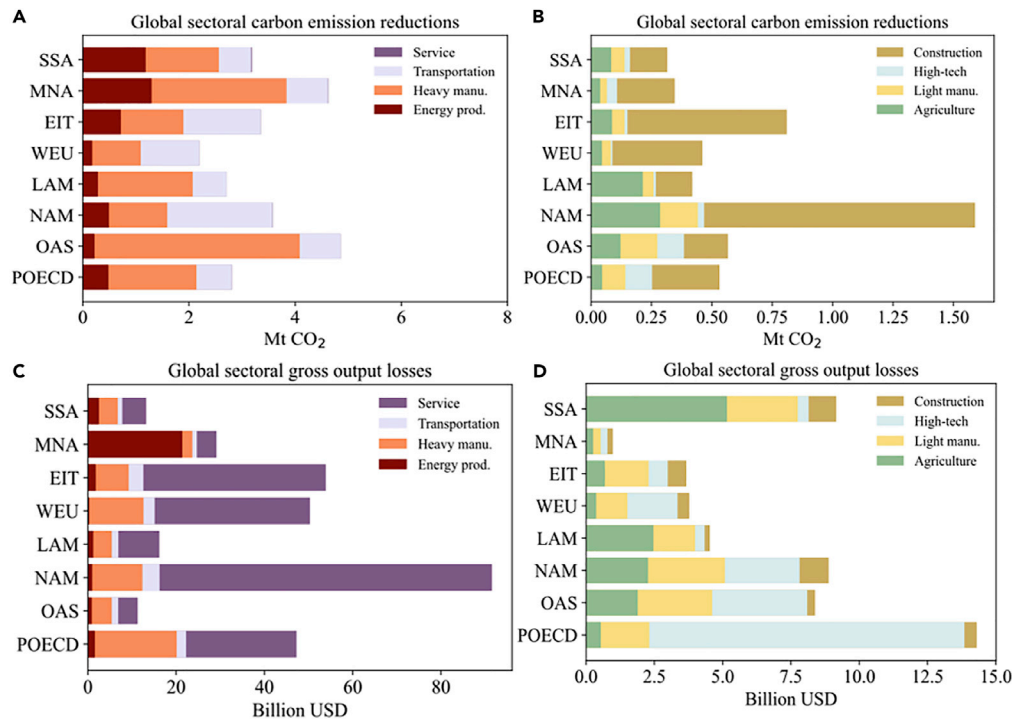 A
Global sectoral carbon emission reductions
SSA
MNA
EIT
WEU
LAM
NAM
OAS
POECD
Service
Transportation
Heavy manu.
Energy prod.
0 2 4 6 8
Mt CO₂
B
Global sectoral carbon emission reductions
SSA
MNA
EIT
WEU
LAM
NAM
OAS
POECD
Construction
High-tech
Light manu.
Agriculture
0.00 0.25 0.50 0.75 1.00 1.25 1.50
Mt CO₂
C
Global sectoral gross output losses
SSA
MNA
EIT
WEU
LAM
NAM
OAS
POECD
Service
Transportation
Heavy manu.
Energy prod.
0 20 40 60 80
Billion USD
D
Global sectoral gross output losses
SSA
MNA
EIT
WEU
LAM
NAM
OAS
POECD
Construction
High-tech
Light manu.
Agriculture
0.0 2.5 5.0 7.5 10.0 12.5 15.0
Billion USD